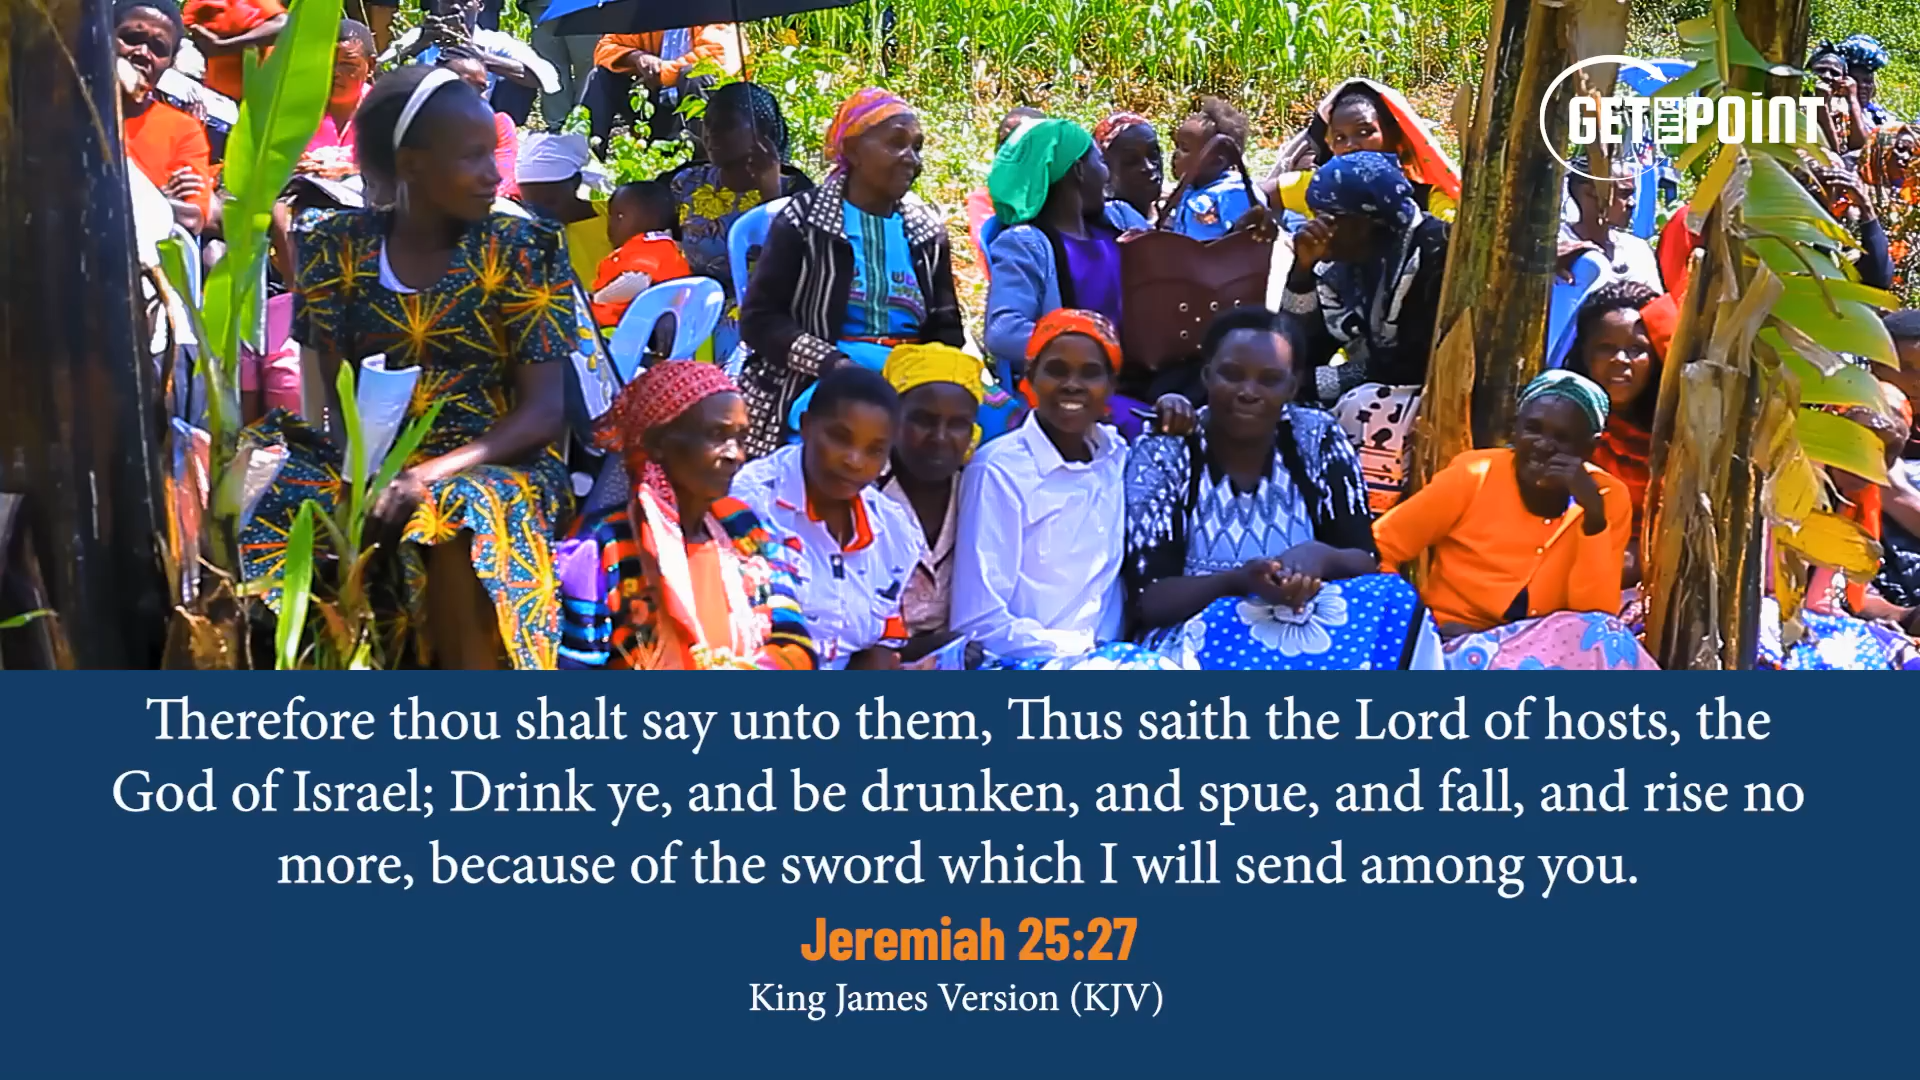 GET THE POINT
Therefore thou shalt say unto them, Thus saith the Lord of hosts, the
God of Israel; Drink ye, and be drunken, and spue, and fall, and rise no
more, because of the sword which I will send among you.
Jeremiah 25:27
King James Version (KJV)